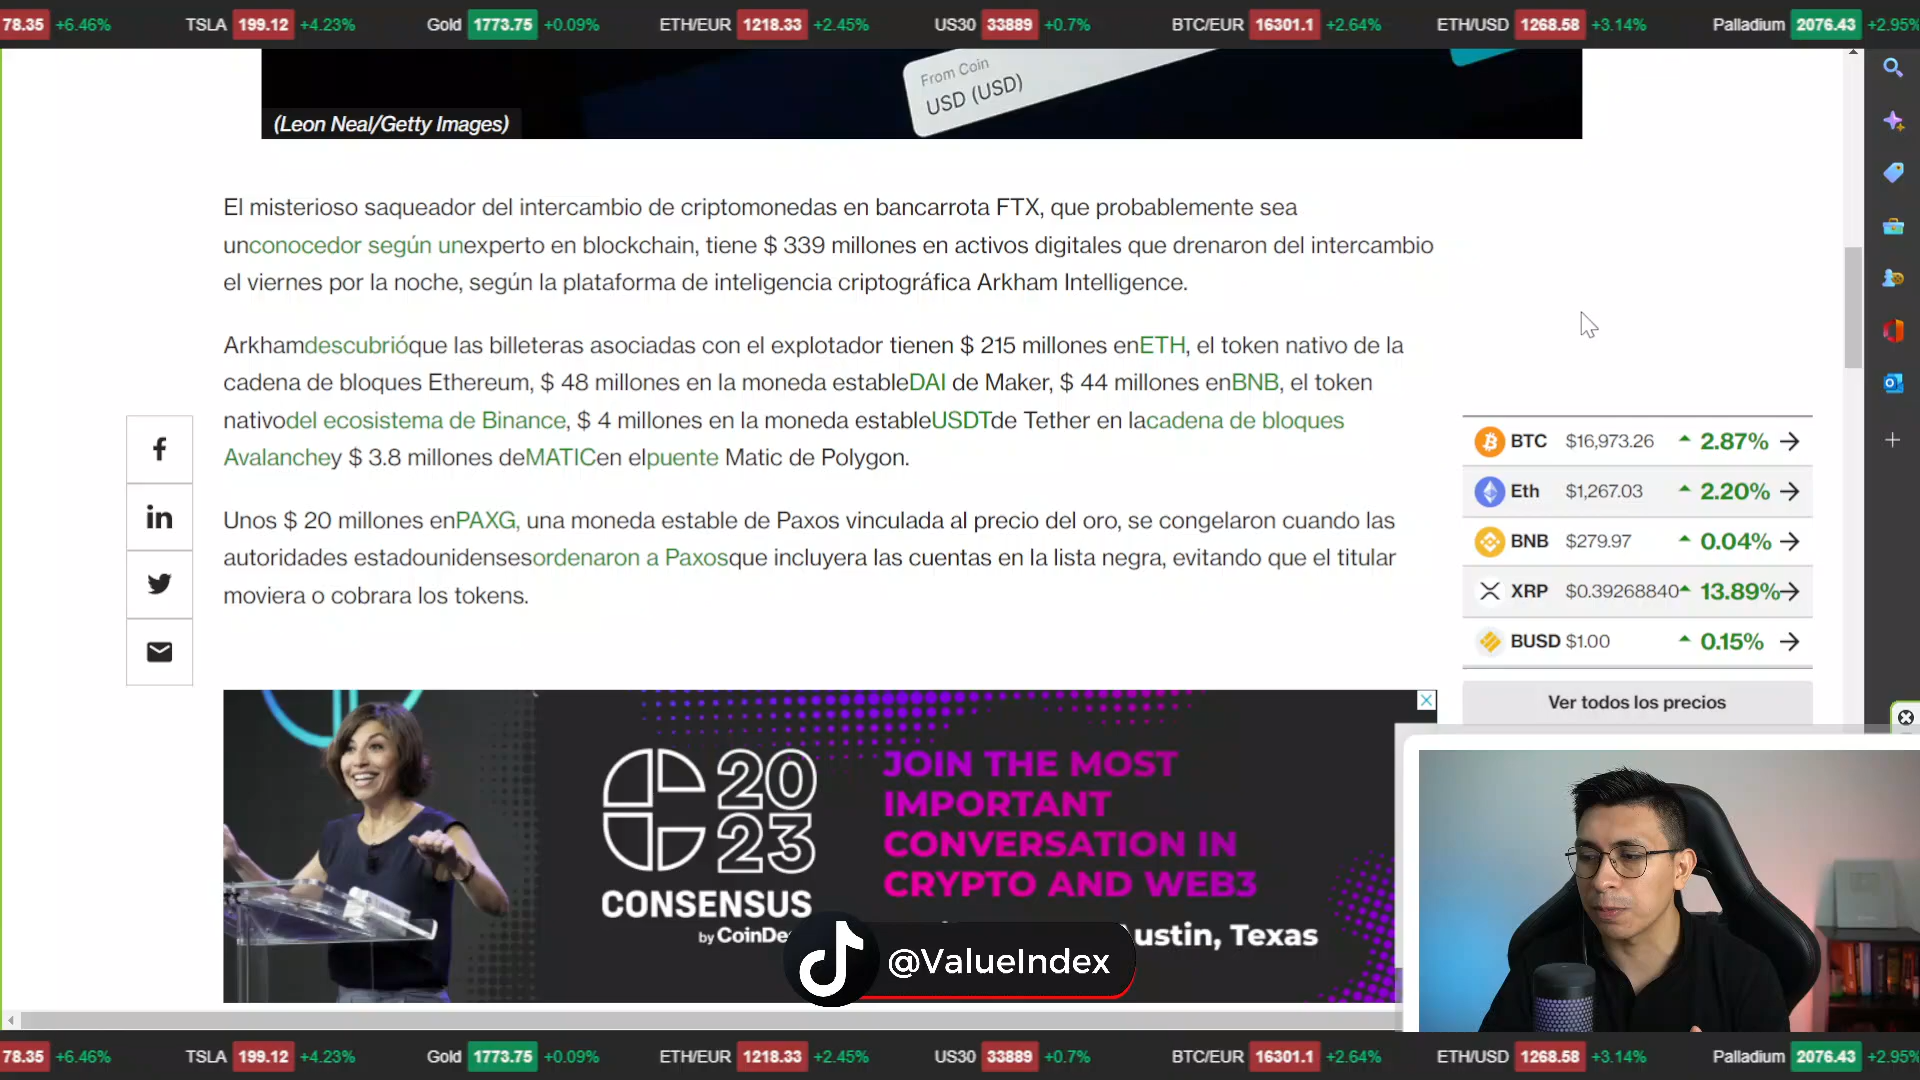 78.35 +6.46% TSLA 199.12 +4.23% Gold 1773.75 +0.09% ETH/EUR 1218.33 +2.45% US30 33889 +0.7% BTC/EUR 16301.1 +2.64% ETH/USD 1268.58 +3.14% Palladium 2076.43 +2.95%
From Coin
USD (USD)
(Leon Neal/Getty Images)
El misterioso saqueador del intercambio de criptomonedas en bancarrota FTX, que probablemente sea
unconocedor según unexperto en blockchain, tiene $ 339 millones en activos digitales que drenaron del intercambio
el viernes por la noche, según la plataforma de inteligencia criptográfica Arkham Intelligence.
Arkhamdescubrióque las billeteras asociadas con el explotador tienen $ 215 millones enETH, el token nativo de la
cadena de bloques Ethereum, $ 48 millones en la moneda estableDAI de Maker, $ 44 millones enBNB, el token
nativodel ecosistema de Binance, $ 4 millones en la moneda estableUSDTde Tether en lacadena de bloques
Avalanchey $ 3.8 millones deMATICen elpuente Matic de Polygon.
Unos $ 20 millones enPAXG, una moneda estable de Paxos vinculada al precio del oro, se congelaron cuando las
autoridades estadounidensesordenaron a Paxosque incluyera las cuentas en la lista negra, evitando que el titular
moviera o cobrara los tokens.
BTC $16,973.26 2.87%
Eth $1,267.03 2.20%
BNB $279.97 0.04%
XRP $0.39268840 13.89%
BUSD $1.00 0.15%
Ver todos los precios
2023
CONSENSUS
by CoinDe
JOIN THE MOST
IMPORTANT
CONVERSATION IN
CRYPTO AND WEB3
ustin, Texas
@ValueIndex
78.35 +6.46% TSLA 199.12 +4.23% Gold 1773.75 +0.09% ETH/EUR 1218.33 +2.45% US30 33889 +0.7% BTC/EUR 16301.1 +2.64% ETH/USD 1268.58 +3.14% Palladium 2076.43 +2.95%